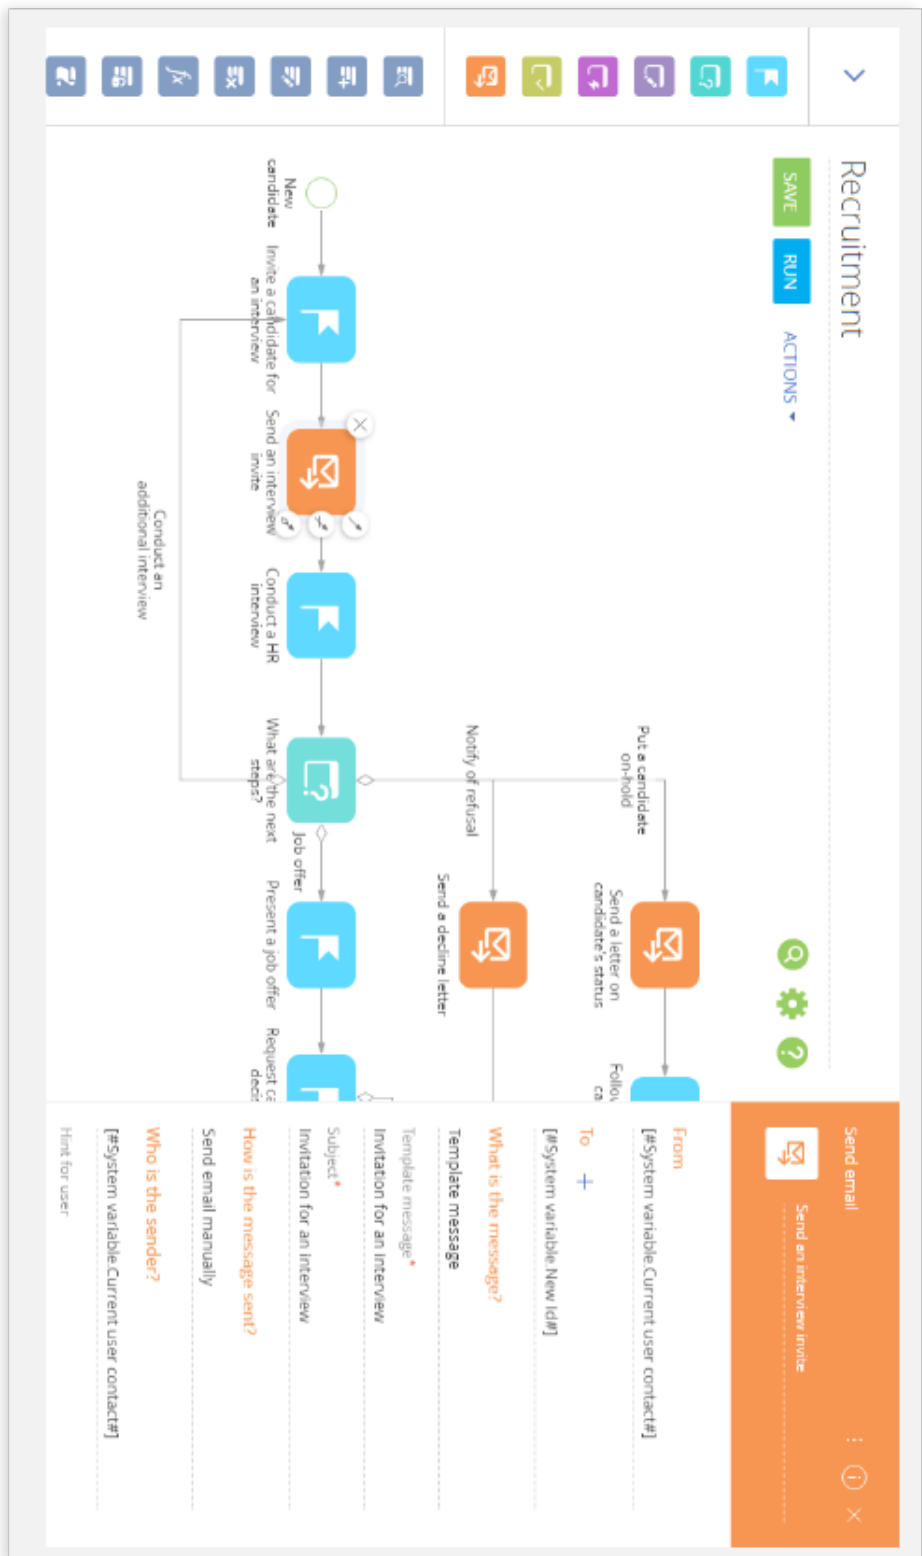 Recruitment
SAVE
RUN
ACTIONS
Put a candidate
on-hold
Send a letter on
candidate's status
Notify of refusal
Send a decline letter
New
candidate
Invite a candidate for
an interview
Send an interview
invite
Conduct a HR
interview
What are the next
steps?
Job offer
Present a job offer
Conduct an
additional interview
Send email
Send an interview invite
From
[#System variable.Current user contact#]
To +
[#System variable.New Id#]
What is the message?
Template message
Template message*
Invitation for an interview
Subject*
Invitation for an interview
How is the message sent?
Send email manually
Who is the sender?
[#System variable.Current user contact#]
Hint for user